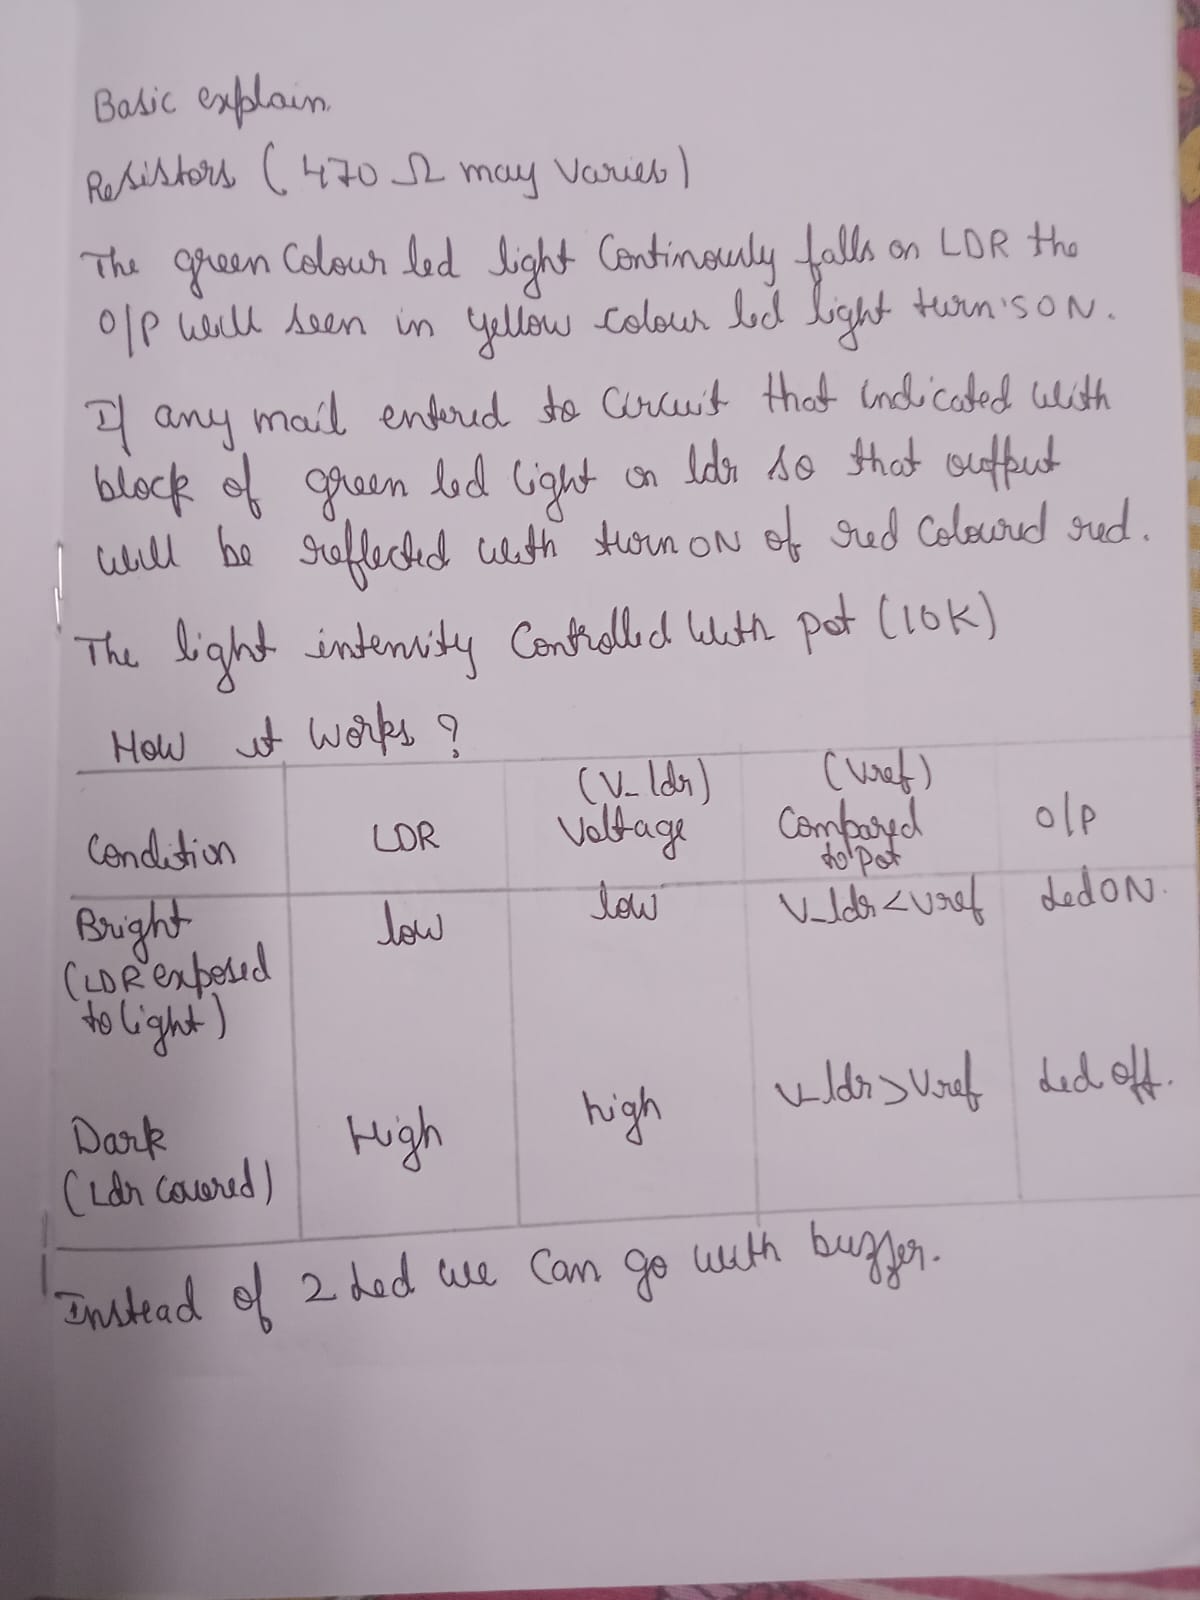 Basic explain.
Resistors ( 470 Ω may varies)
The green colour led light Continously falls on LDR the
O/P will seen in yellow colour led light turn's ON.
If any mail entered to circuit that indicated with
block of green led light on ldr so that output
will be reflected with turn ON of red coloured red.
The light intensity Controlled with pot (10K)
How it works ?
Condition LDR (V_ldr) Voltage (Vref) Compared to pot O/P
Bright (LDR exposed to light) low low V_ldr < Vref Led ON.
Dark (Ldr covered) High high V_ldr > Vref Led off.
Instead of 2 Led we can go with buzzer.